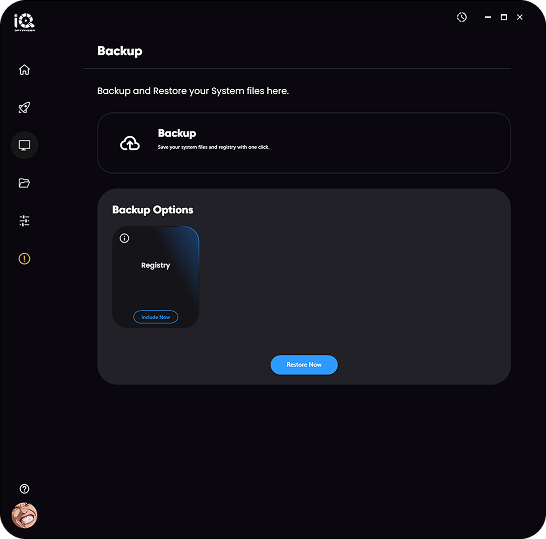 iQ
Backup
Backup and Restore your System files here.
Backup
Save your system files and registry with one click.
Backup Options
Registry
Include Now
Restore Now